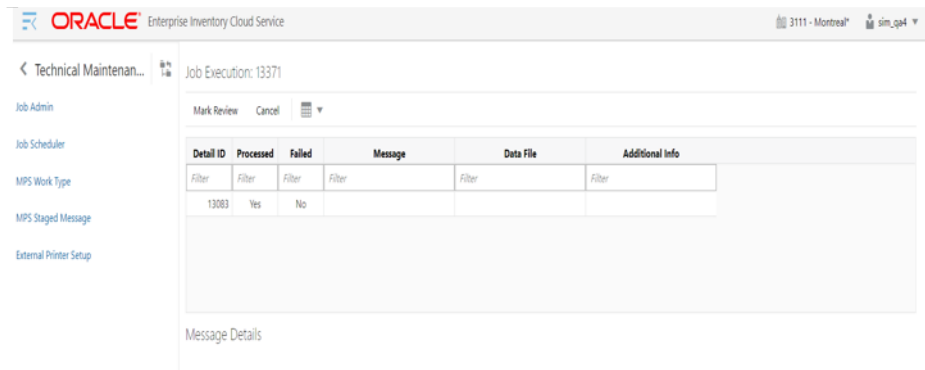 ORACLE Enterprise Inventory Cloud Service 3111 - Montreal* sim_qa4
Technical Maintenan...
Job Admin
Job Scheduler
MPS Work Type
MPS Staged Message
External Printer Setup
Job Execution: 13371
Mark Review Cancel
Detail ID Processed Failed Message Data File Additional Info
Filter Filter Filter Filter Filter Filter
13083 Yes No
Message Details